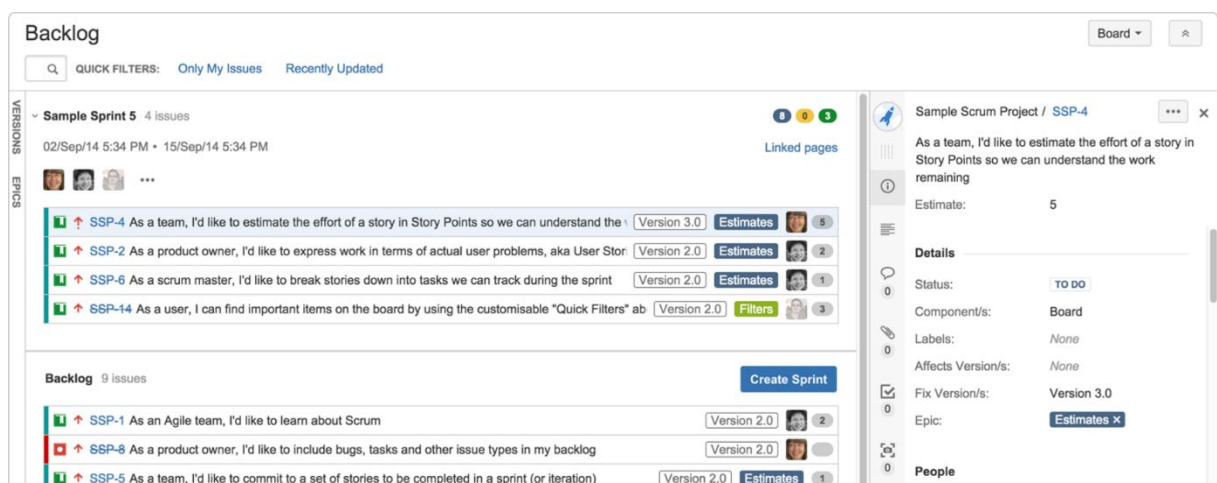 Backlog
Board
QUICK FILTERS: Only My Issues Recently Updated
VERSIONS
EPICS
Sample Sprint 5 4 issues
8 0 3
02/Sep/14 5:34 PM • 15/Sep/14 5:34 PM
Linked pages
SSP-4 As a team, I'd like to estimate the effort of a story in Story Points so we can understand the Version 3.0 Estimates 5
SSP-2 As a product owner, I'd like to express work in terms of actual user problems, aka User Stori Version 2.0 Estimates 2
SSP-6 As a scrum master, I'd like to break stories down into tasks we can track during the sprint Version 2.0 Estimates 1
SSP-14 As a user, I can find important items on the board by using the customisable "Quick Filters" ab Version 2.0 Filters 3
Backlog 9 issues
Create Sprint
SSP-1 As an Agile team, I'd like to learn about Scrum Version 2.0 2
SSP-8 As a product owner, I'd like to include bugs, tasks and other issue types in my backlog Version 2.0
SSP-5 As a team, I'd like to commit to a set of stories to be completed in a sprint (or iteration) Version 2.0 Estimates 1
0
0
0
0
Sample Scrum Project / SSP-4
As a team, I'd like to estimate the effort of a story in
Story Points so we can understand the work
remaining
Estimate: 5
Details
Status: TO DO
Component/s: Board
Labels: None
Affects Version/s: None
Fix Version/s: Version 3.0
Epic: Estimates ×
People